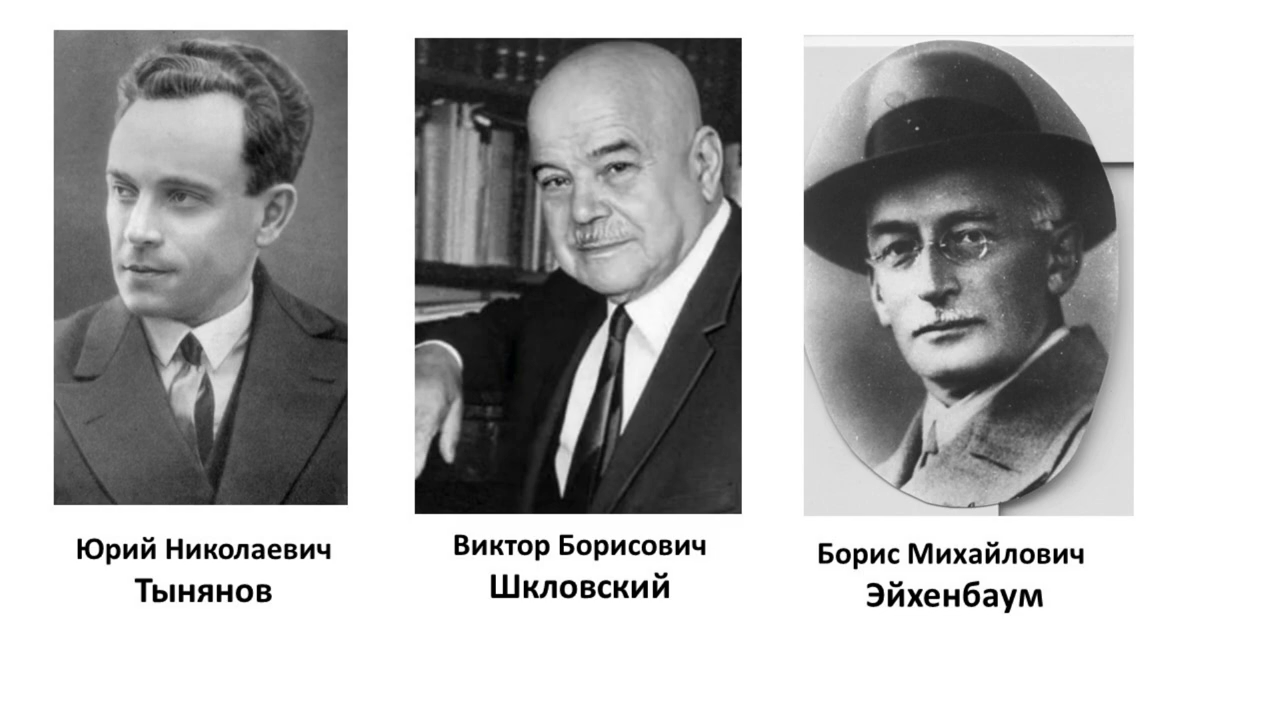 Юрий Николаевич
Тынянов
Виктор Борисович
Шкловский
Борис Михайлович
Эйхенбаум